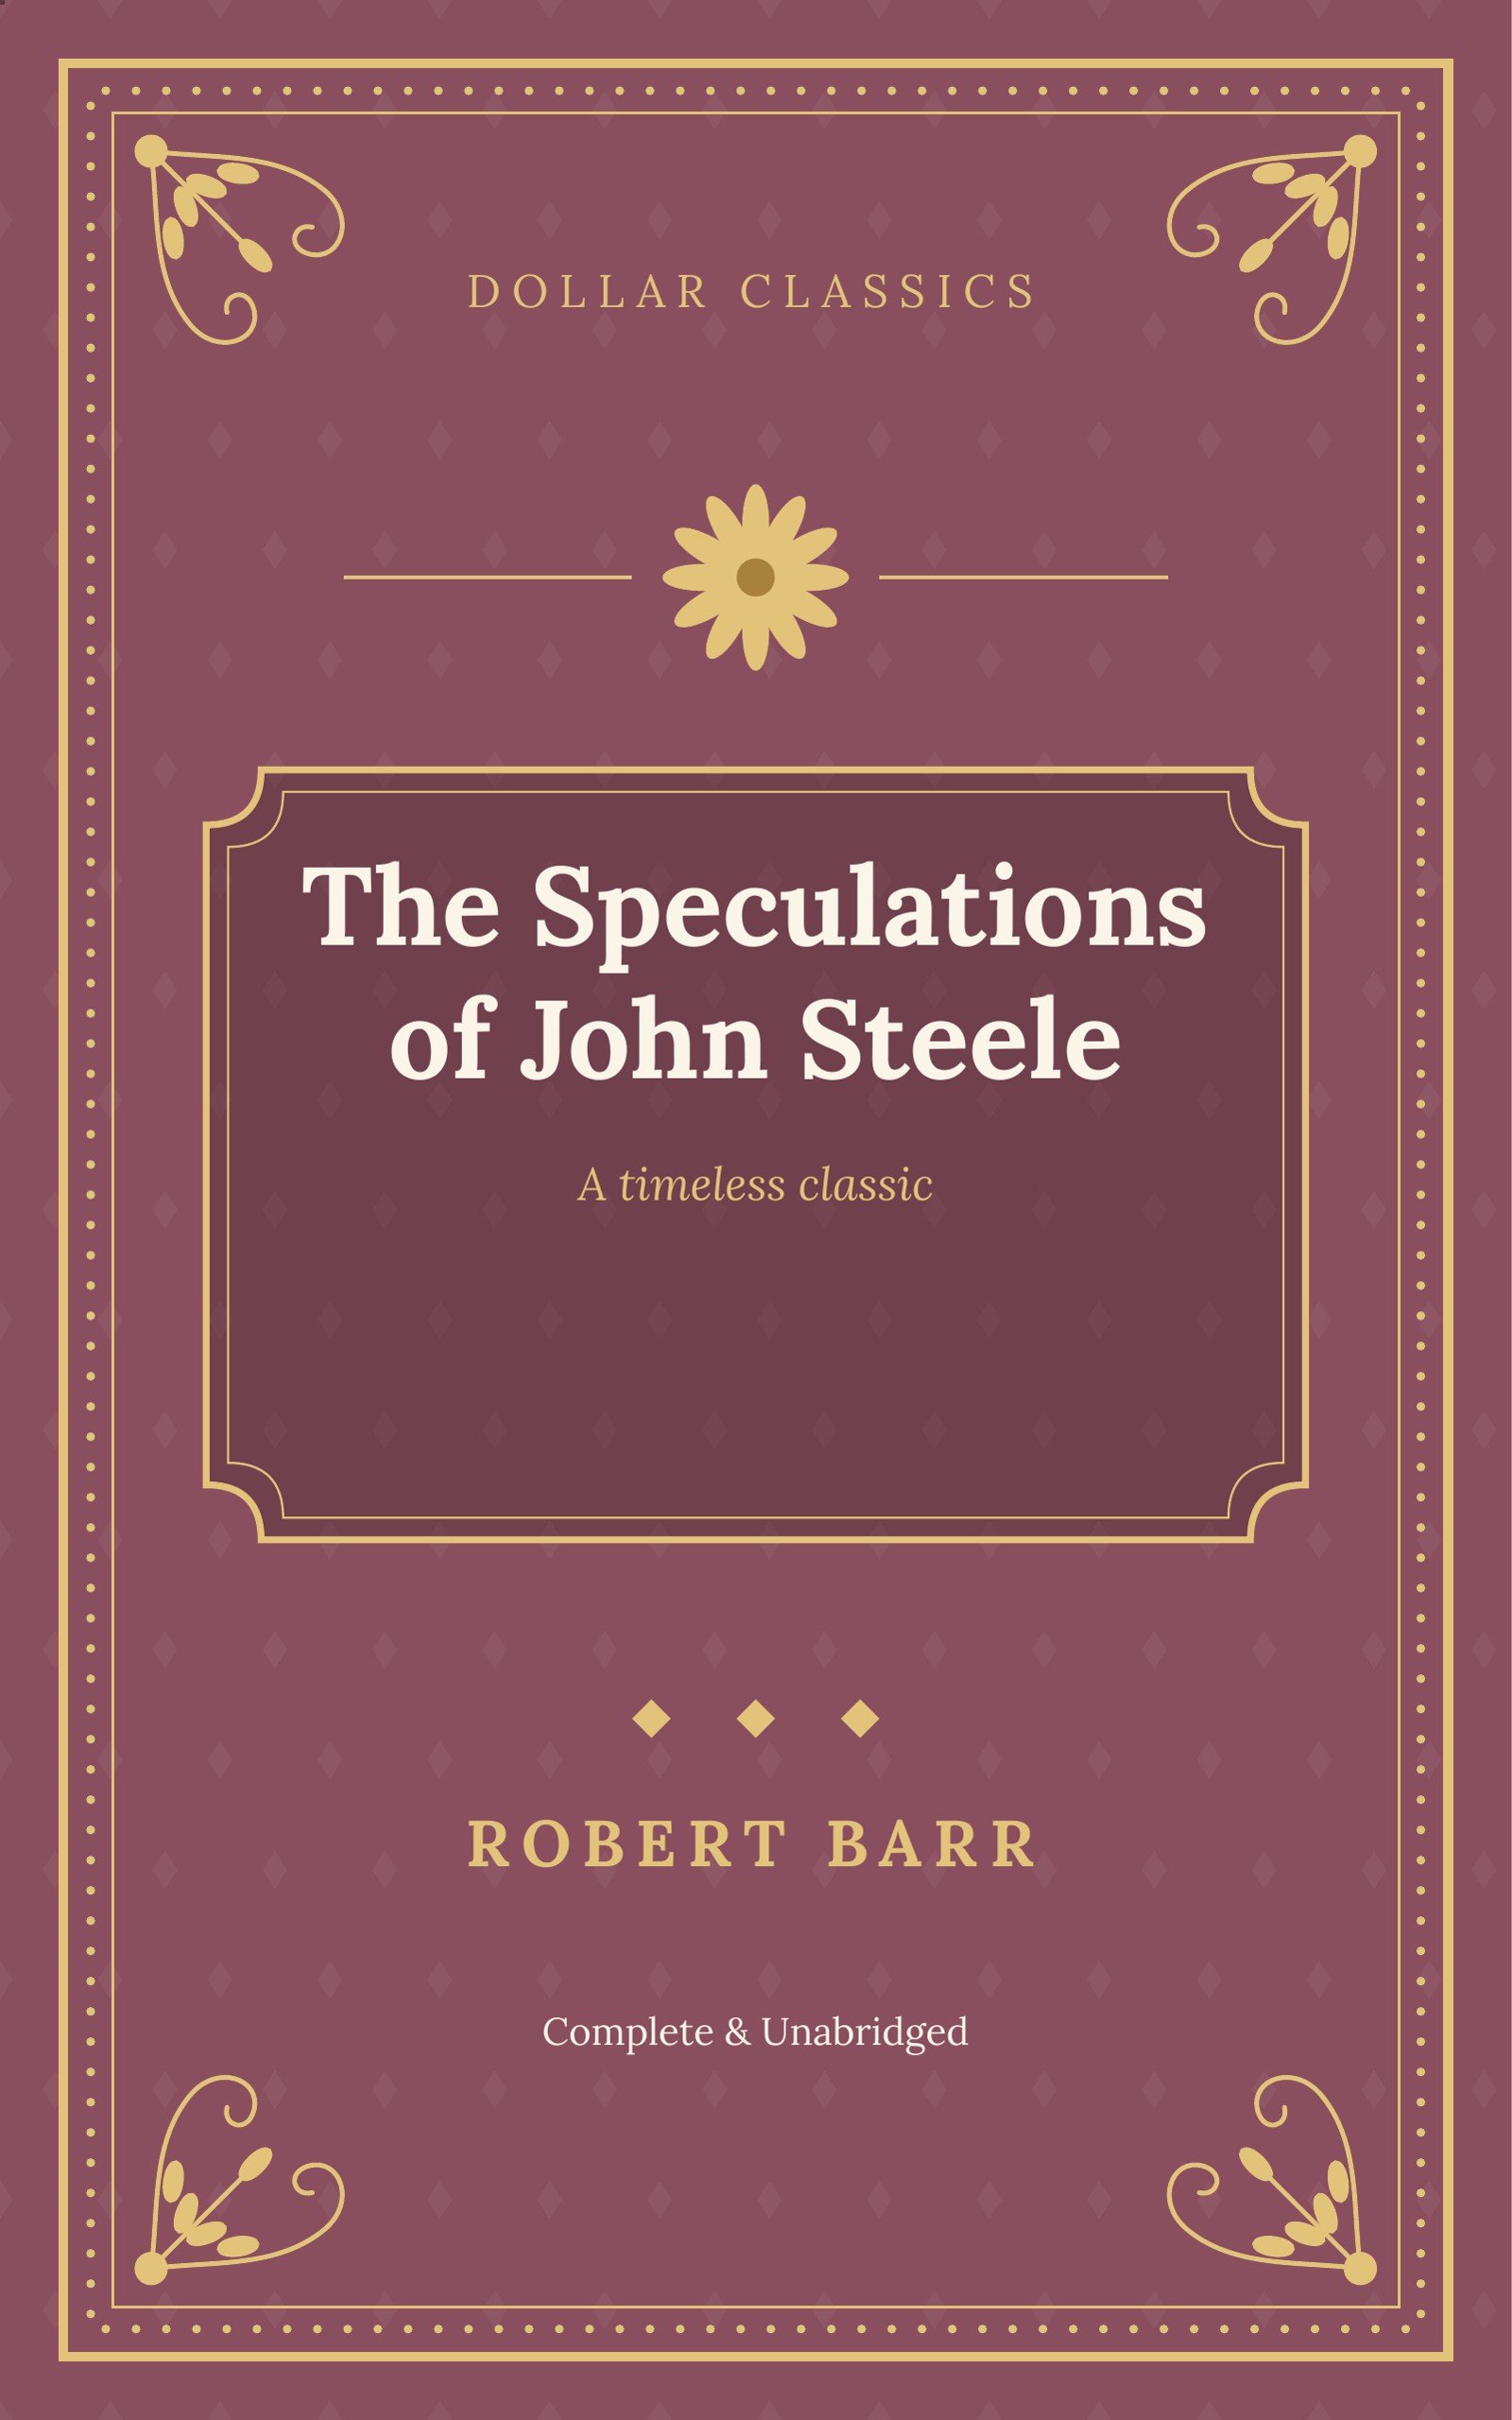 DOLLAR CLASSICS
The Speculations
of John Steele
A timeless classic
ROBERT BARR
Complete & Unabridged